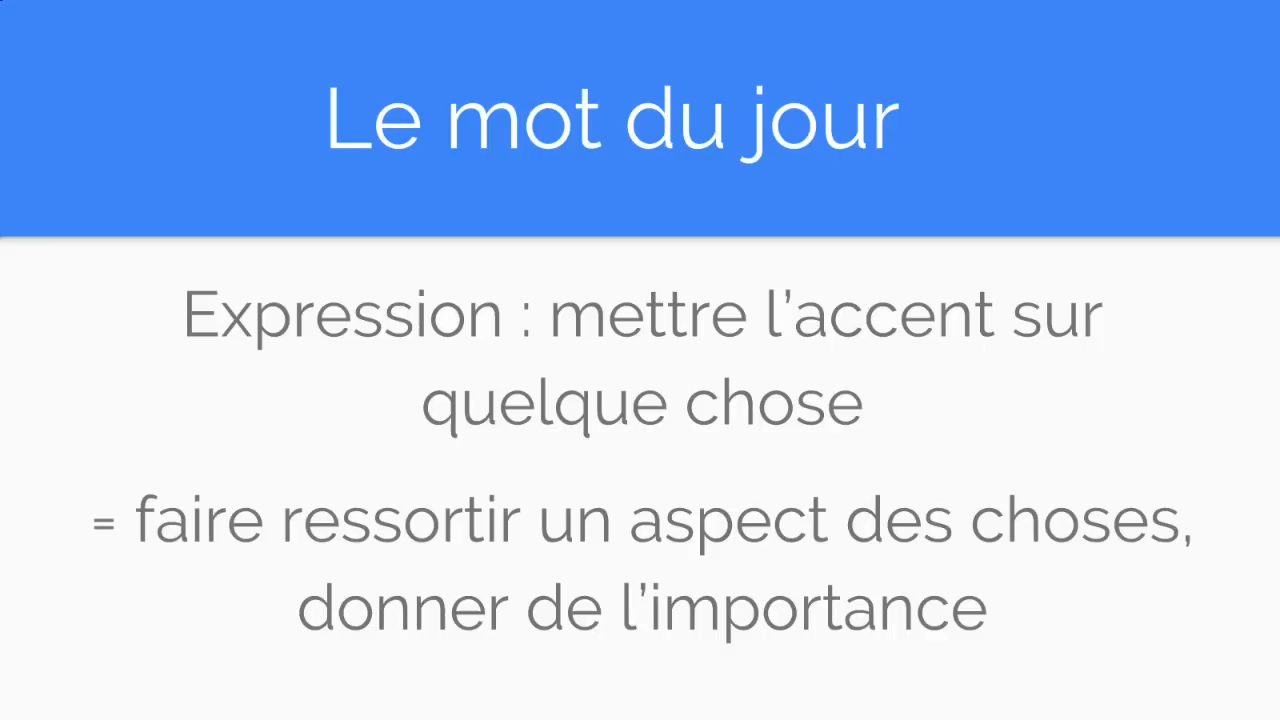 Le mot du jour
Expression : mettre l’accent sur
quelque chose
= faire ressortir un aspect des choses,
donner de l’importance